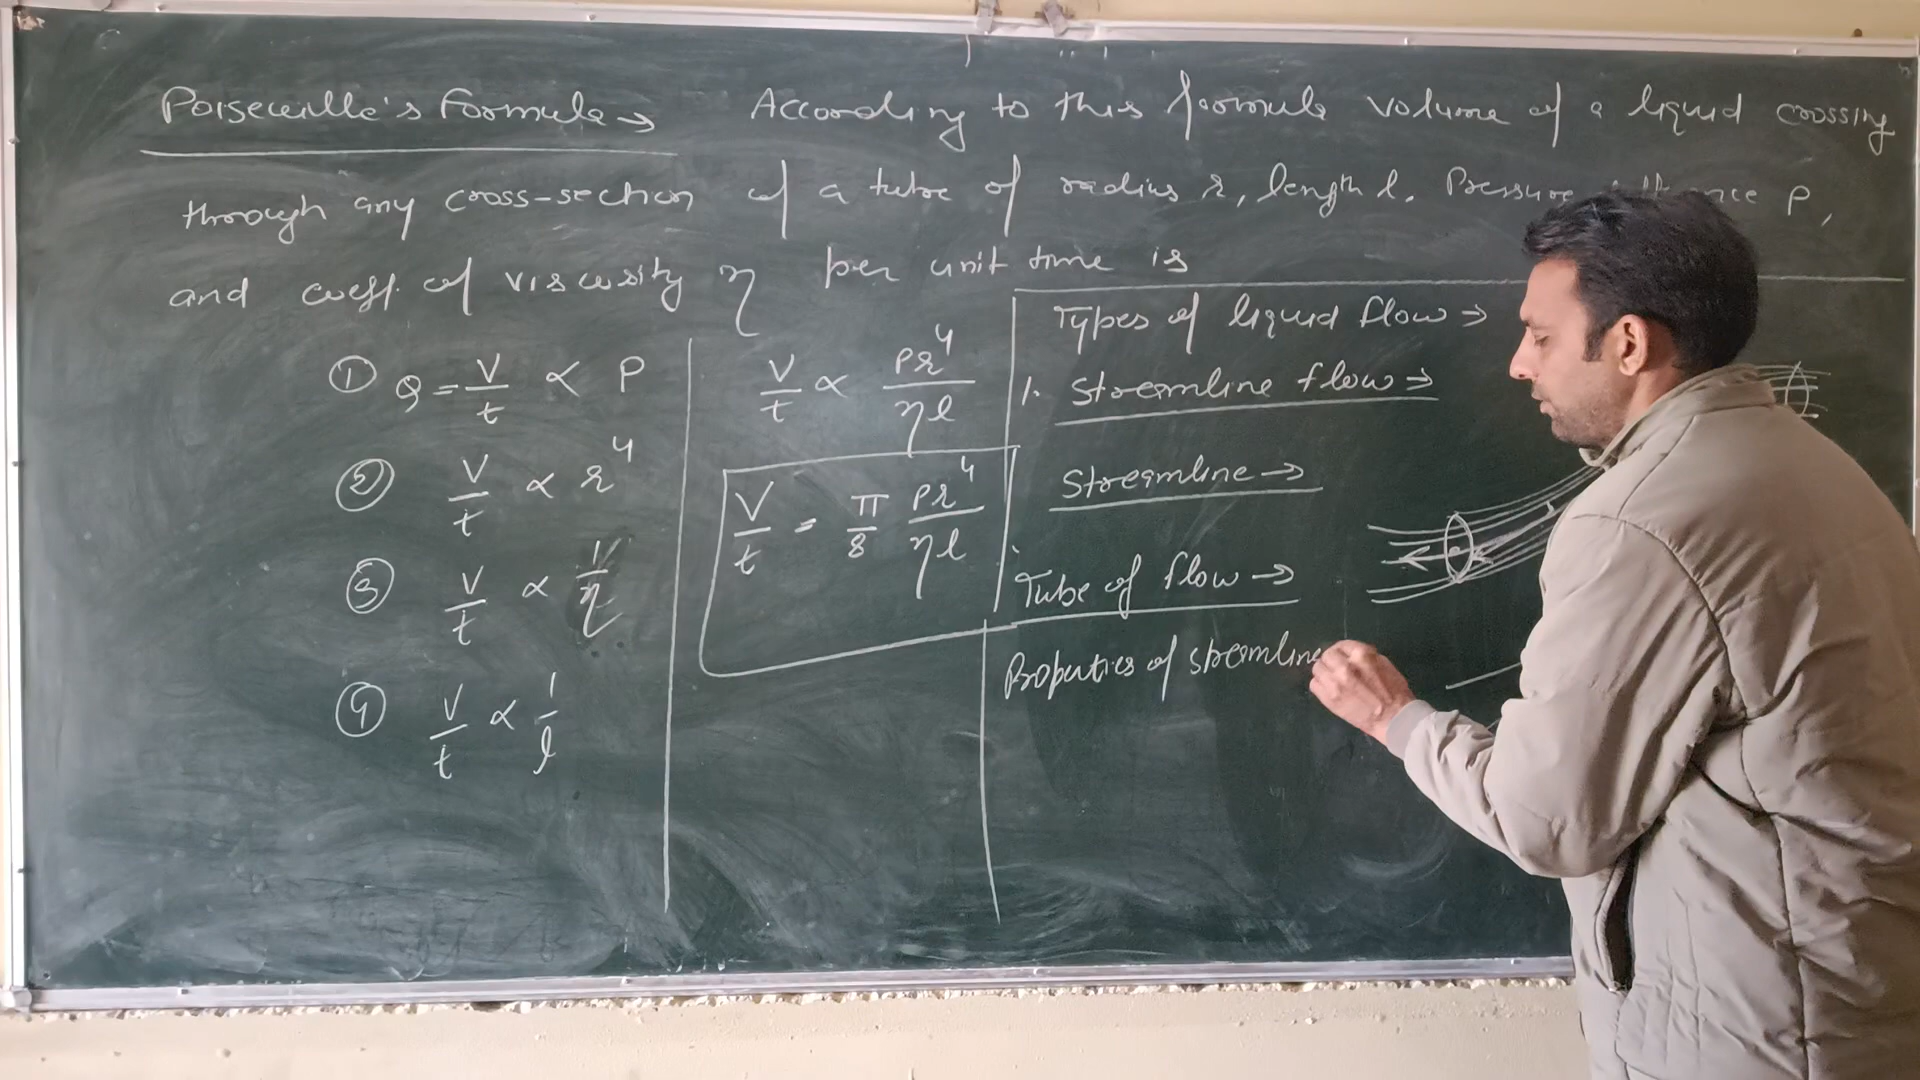 Poiseuille's Formula → According to this formula volume of a liquid crossing
through any cross-section of a tube of radius r, length l. Pressure P,
and coeff. of viscosity η per unit time is
① Q = V/t ∝ P
② V/t ∝ r⁴
③ V/t ∝ 1/η
④ V/t ∝ 1/l
V/t ∝ Pr⁴/ηl
V/t = π/8 Pr⁴/ηl
Types of liquid flow →
1. Streamline flow →
Streamline →
Tube of flow →
Properties of streamline